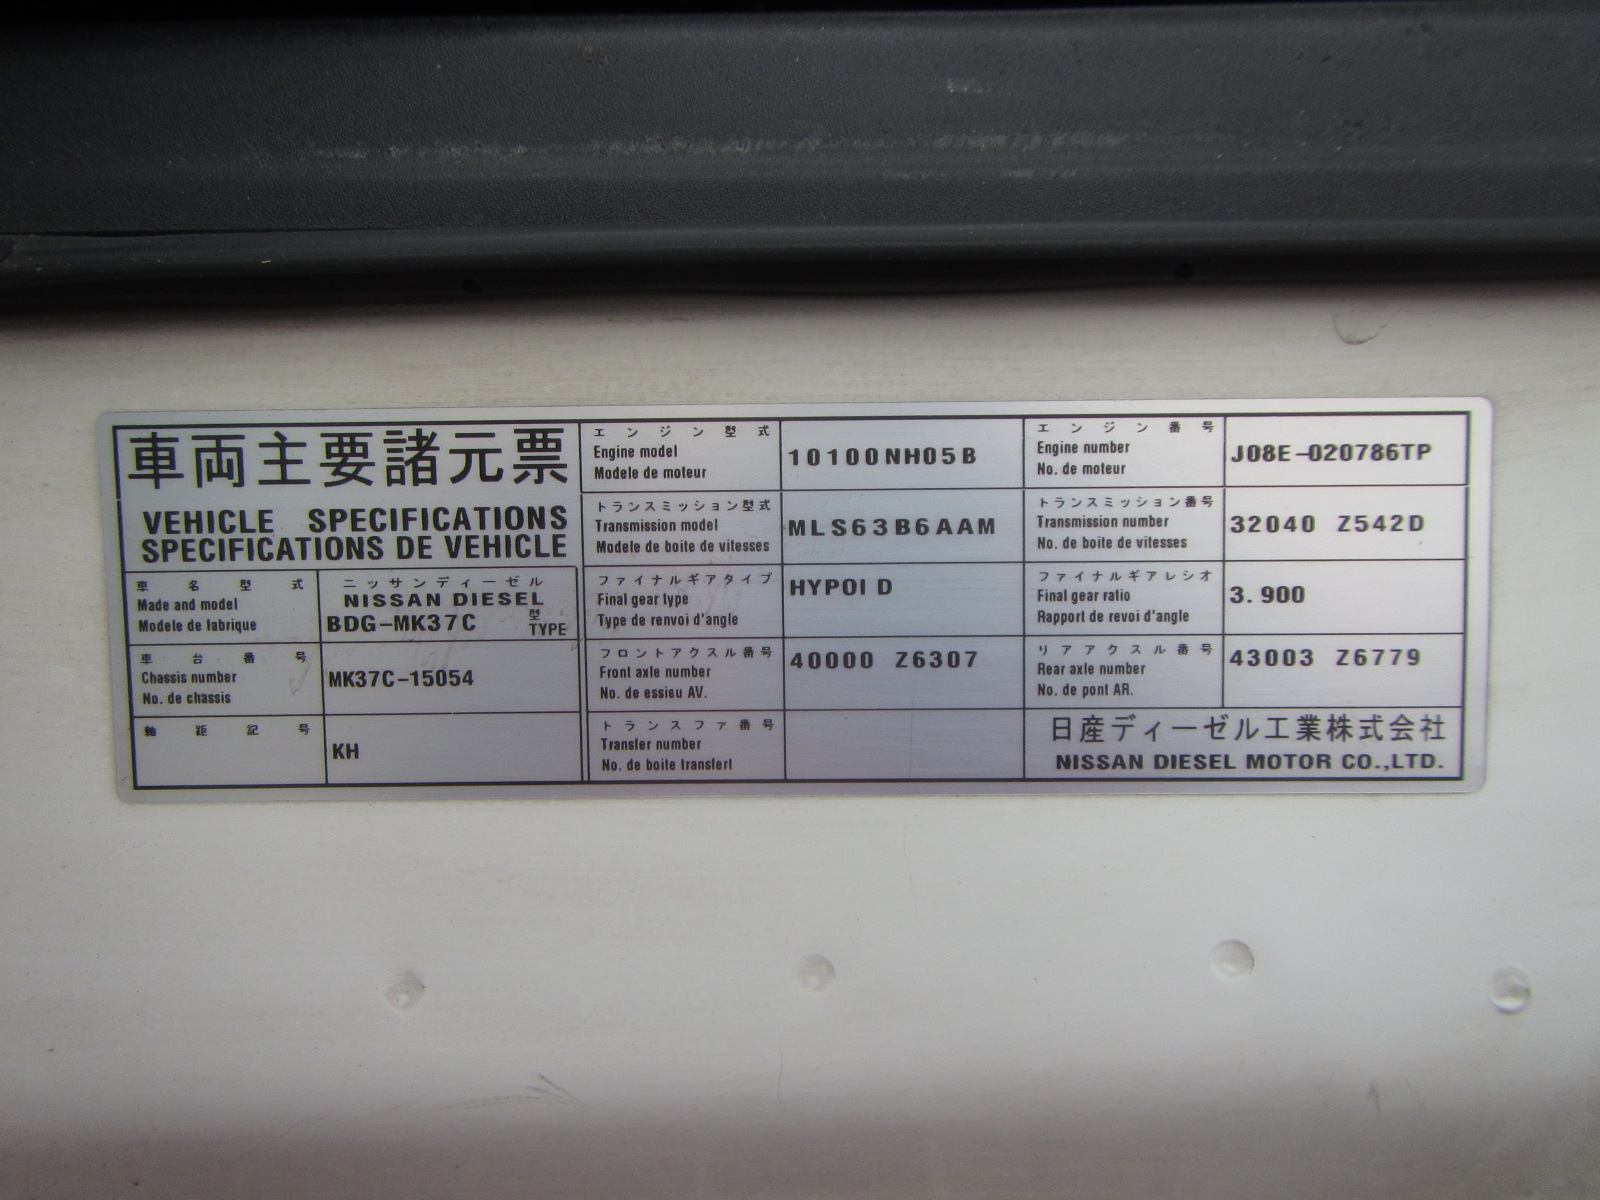 車両主要諸元票
VEHICLE SPECIFICATIONS
SPECIFICATIONS DE VEHICLE
車名型式
Made and model
Modele de fabrique
ニッサンディーゼル
NISSAN DIESEL
BDG-MK37C 型 TYPE
車台番号
Chassis number
No. de chassis
MK37C-15054
軸距記号
KH
エンジン型式
Engine model
Modele de moteur
10100NH05B
エンジン番号
Engine number
No. de moteur
J08E-020786TP
トランスミッション型式
Transmission model
Modele de boite de vitesses
MLS63B6AAM
トランスミッション番号
Transmission number
No. de boite de vitesses
32040 Z542D
ファイナルギアタイプ
Final gear type
Type de renvoi d'angle
HYPOID
ファイナルギアレシオ
Final gear ratio
Rapport de revoi d'angle
3.900
フロントアクスル番号
Front axle number
No. de essieu AV.
40000 Z6307
リアアクスル番号
Rear axle number
No. de pont AR.
43003 Z6779
トランスファ番号
Transfer number
No. de boite transfert
日産ディーゼル工業株式会社
NISSAN DIESEL MOTOR CO.,LTD.